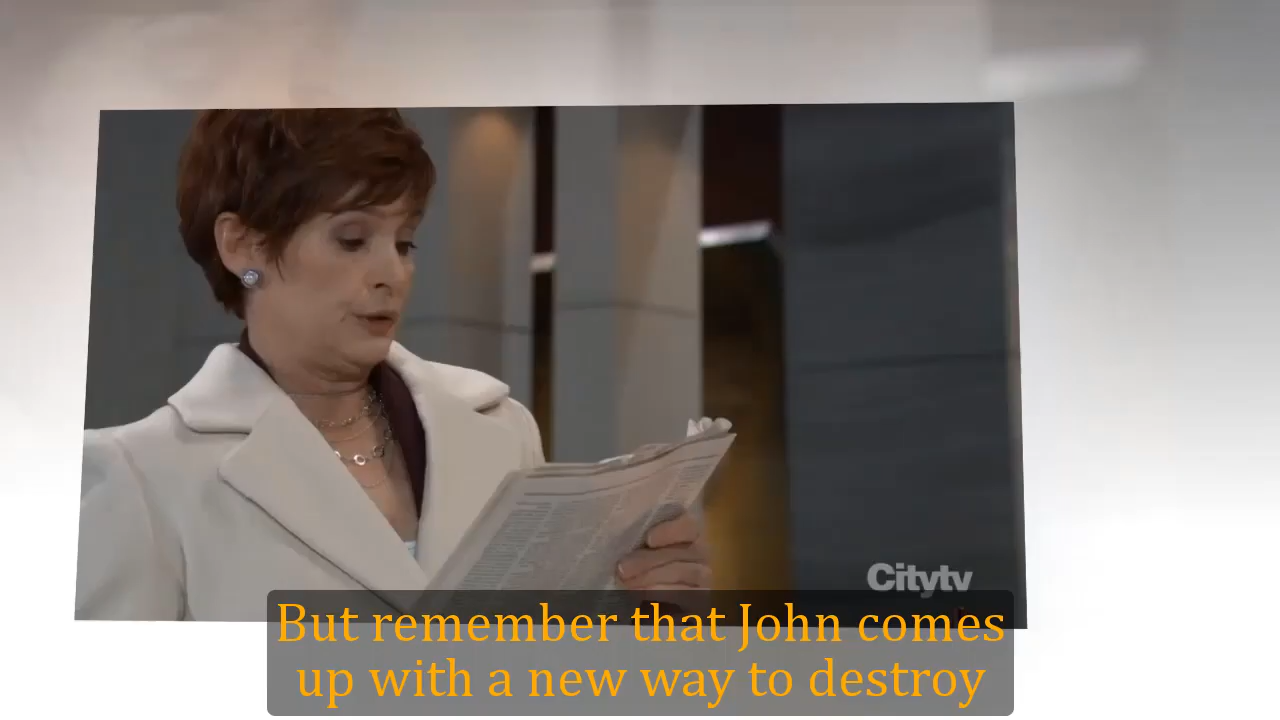 Citytv
But remember that John comes
up with a new way to destroy